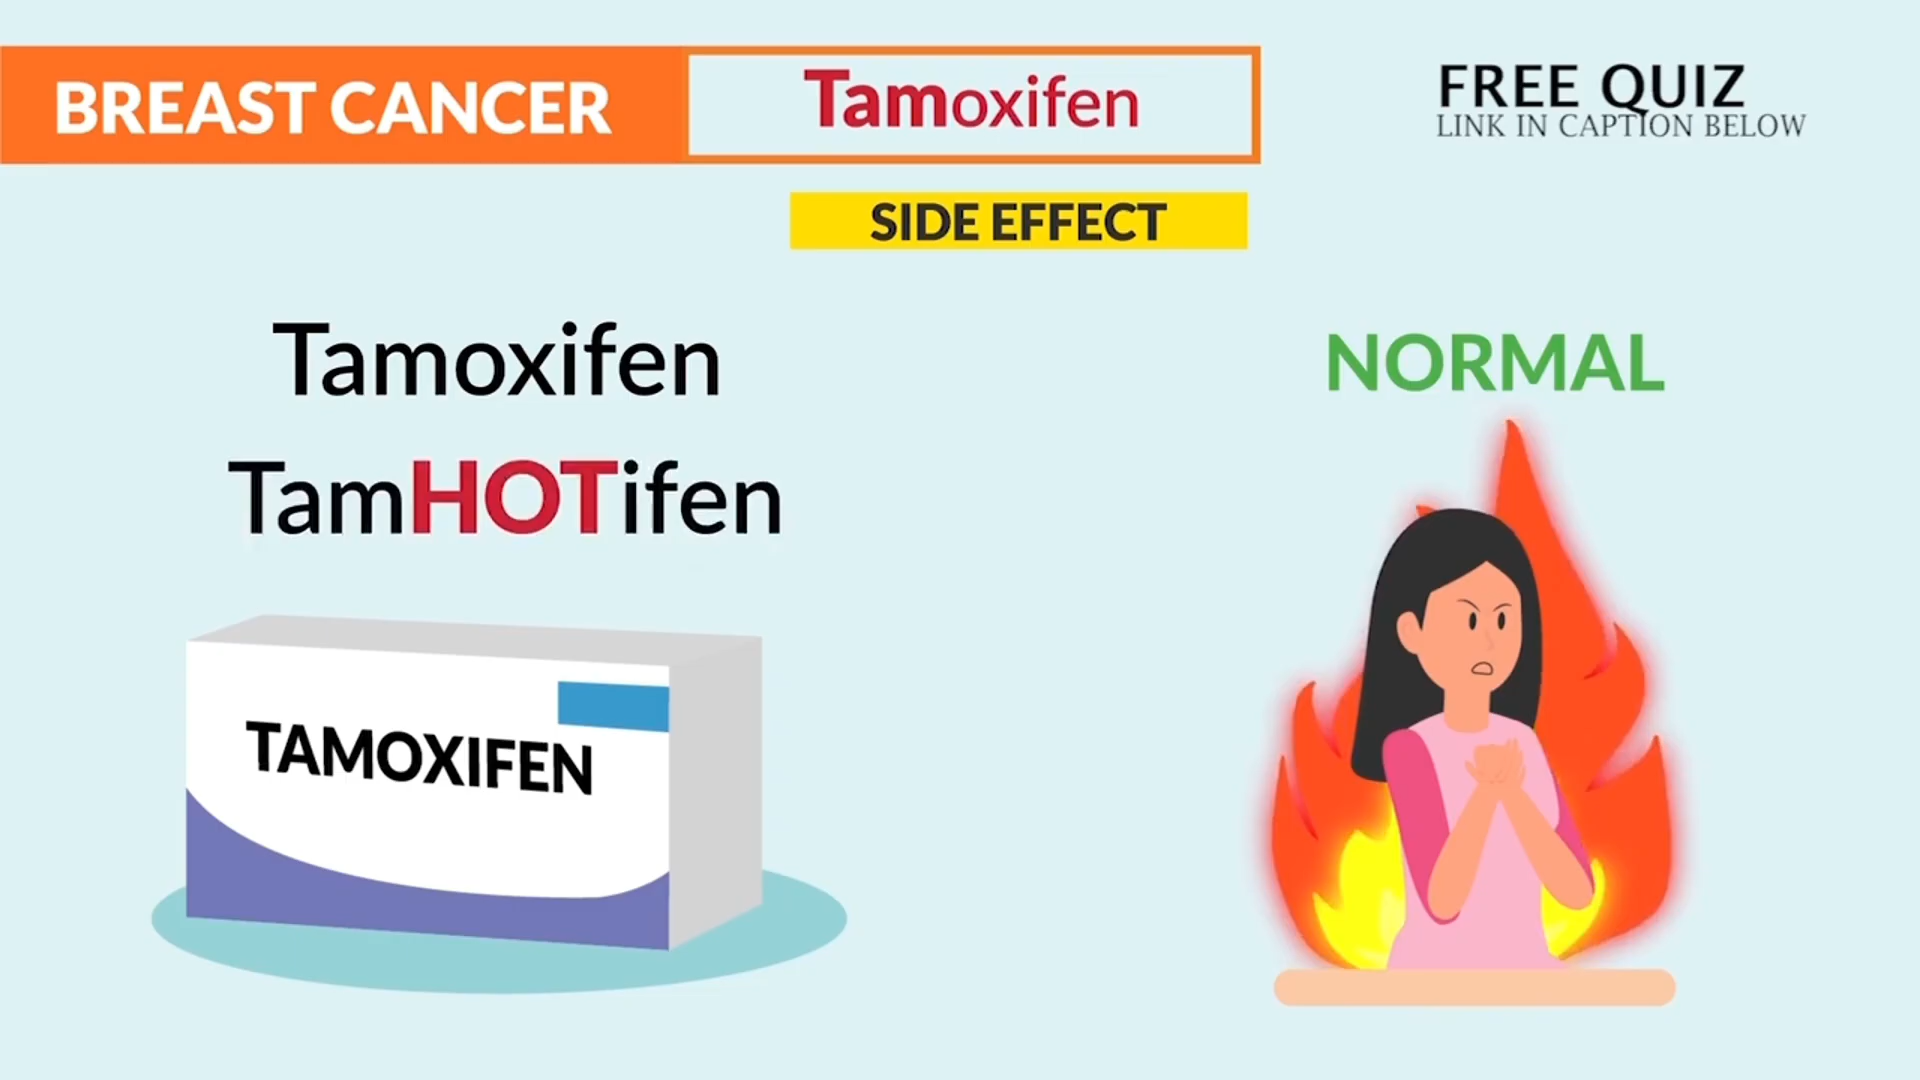 BREAST CANCER
Tamoxifen
FREE QUIZ
LINK IN CAPTION BELOW
SIDE EFFECT
Tamoxifen
TamHOTifen
NORMAL
TAMOXIFEN